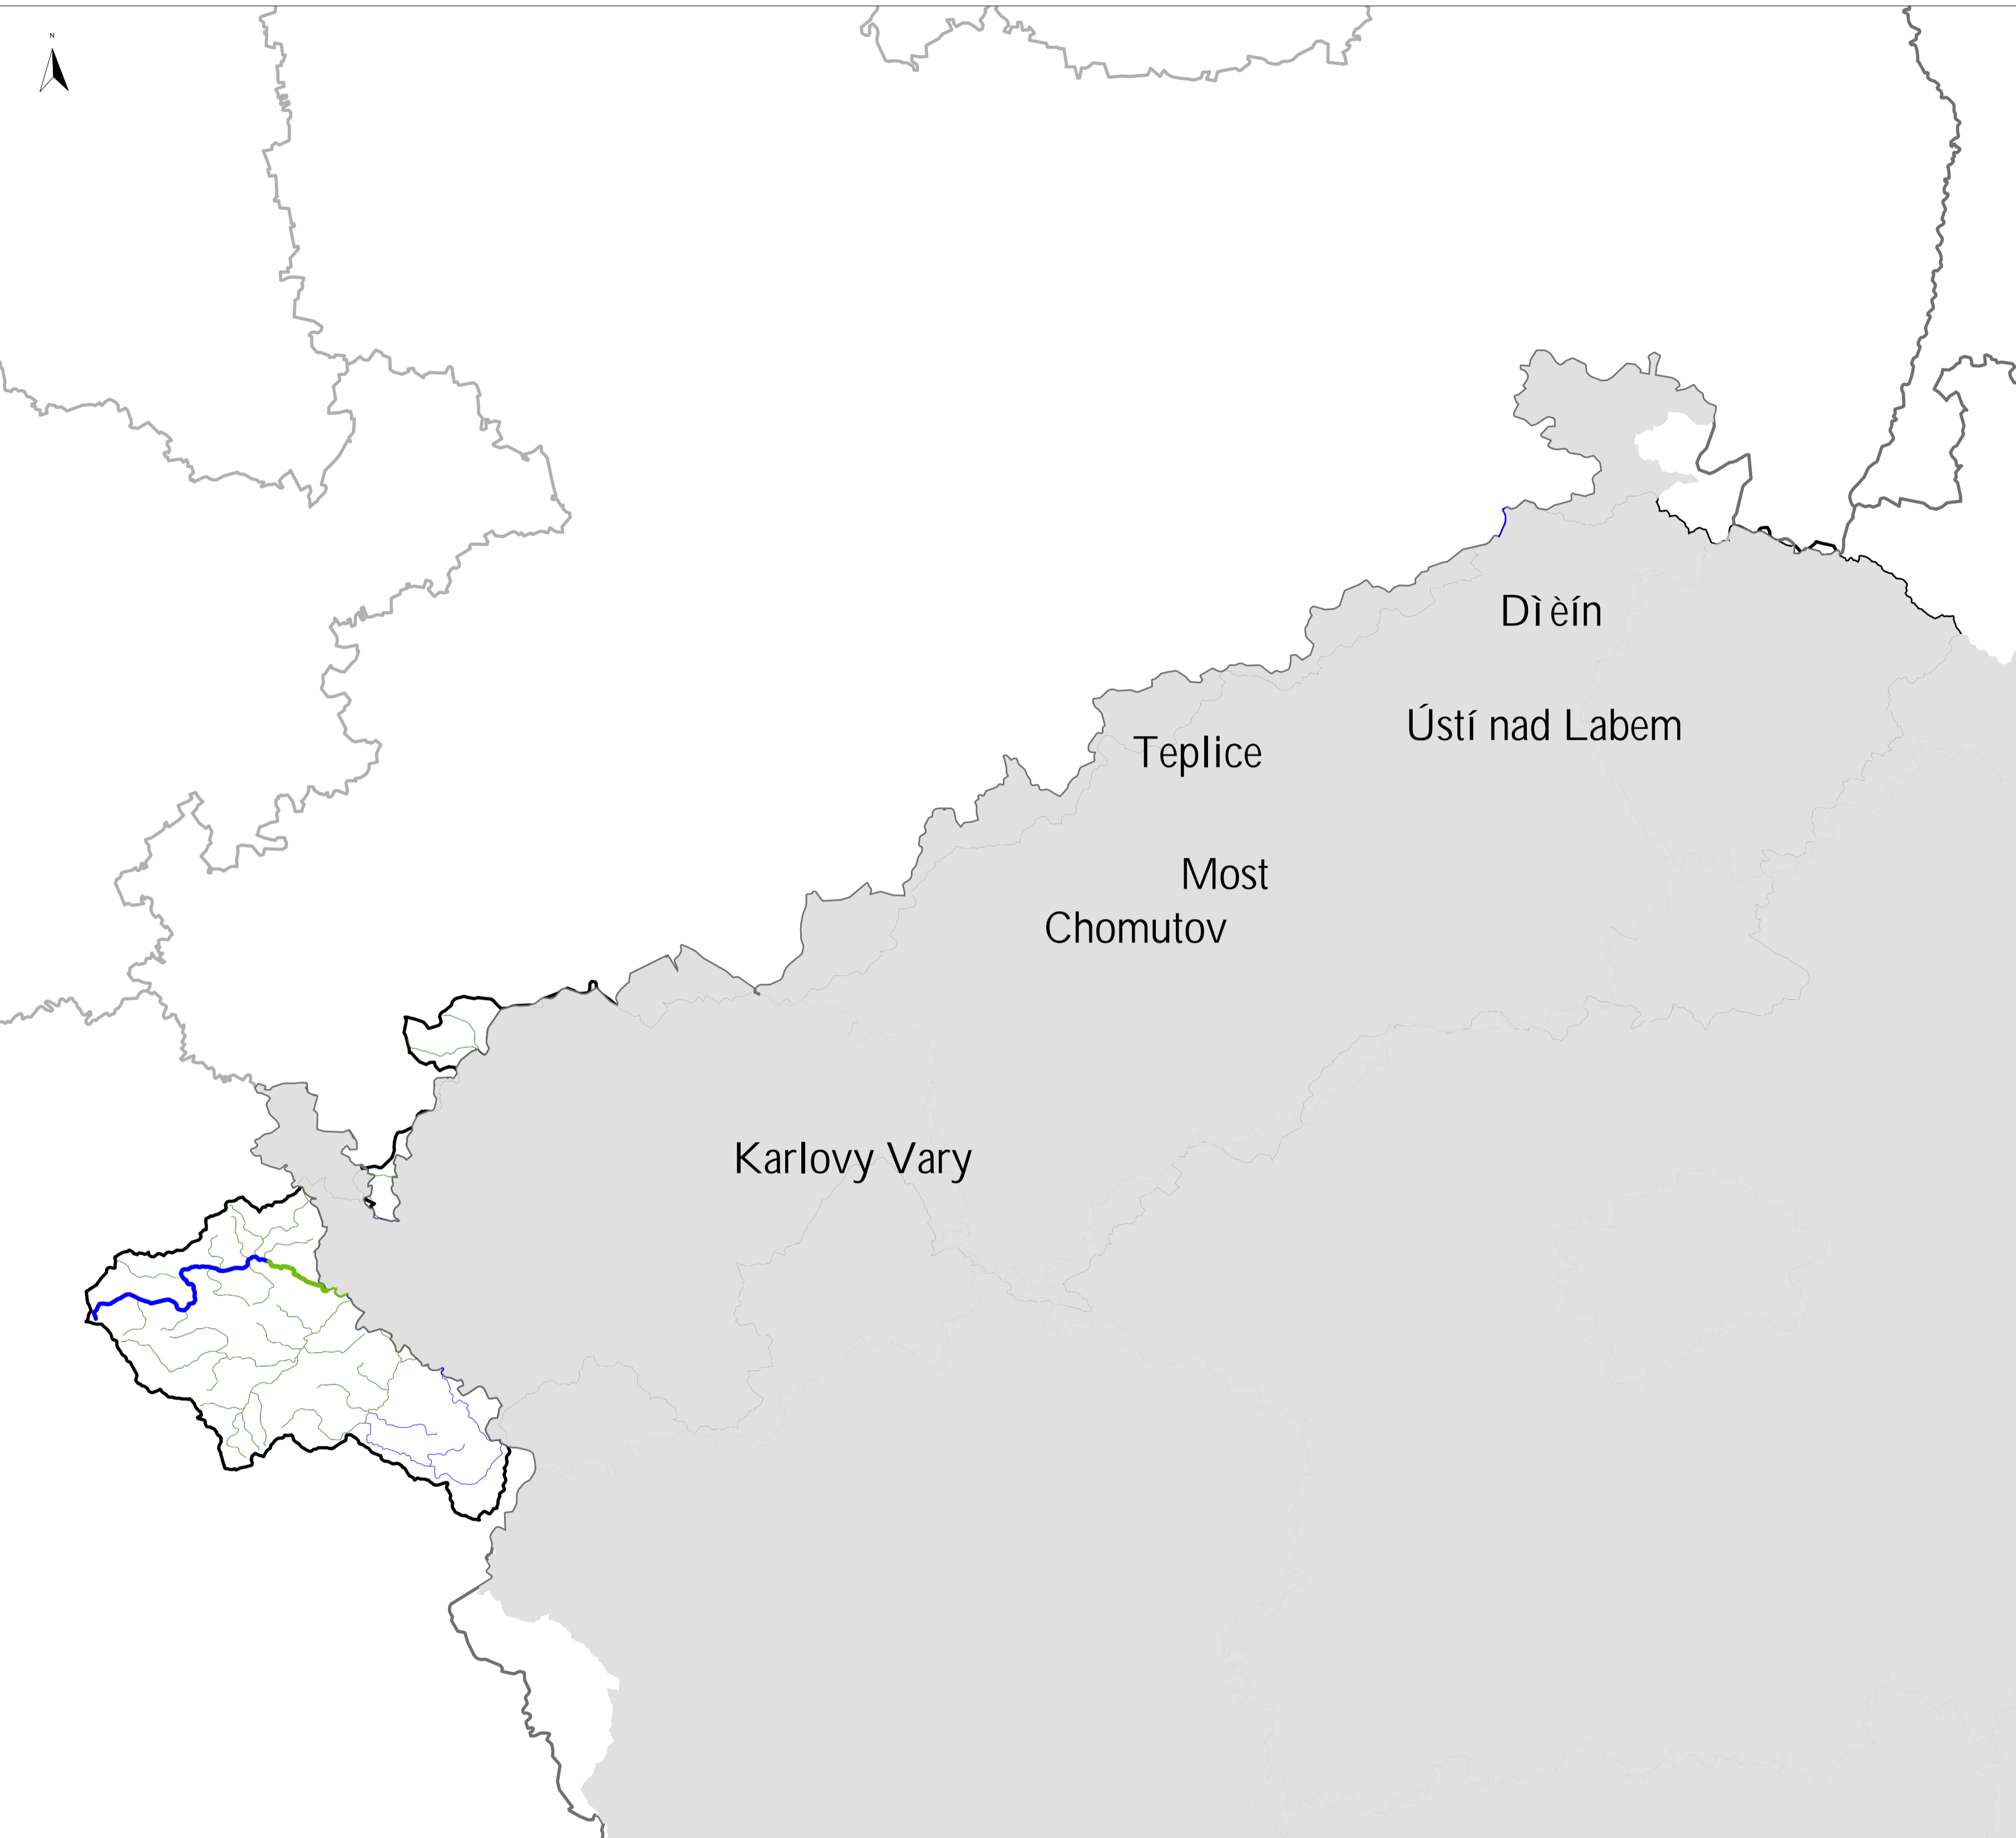 N
Dìèín
Ústí nad Labem
Teplice
Most
Chomutov
Karlovy Vary